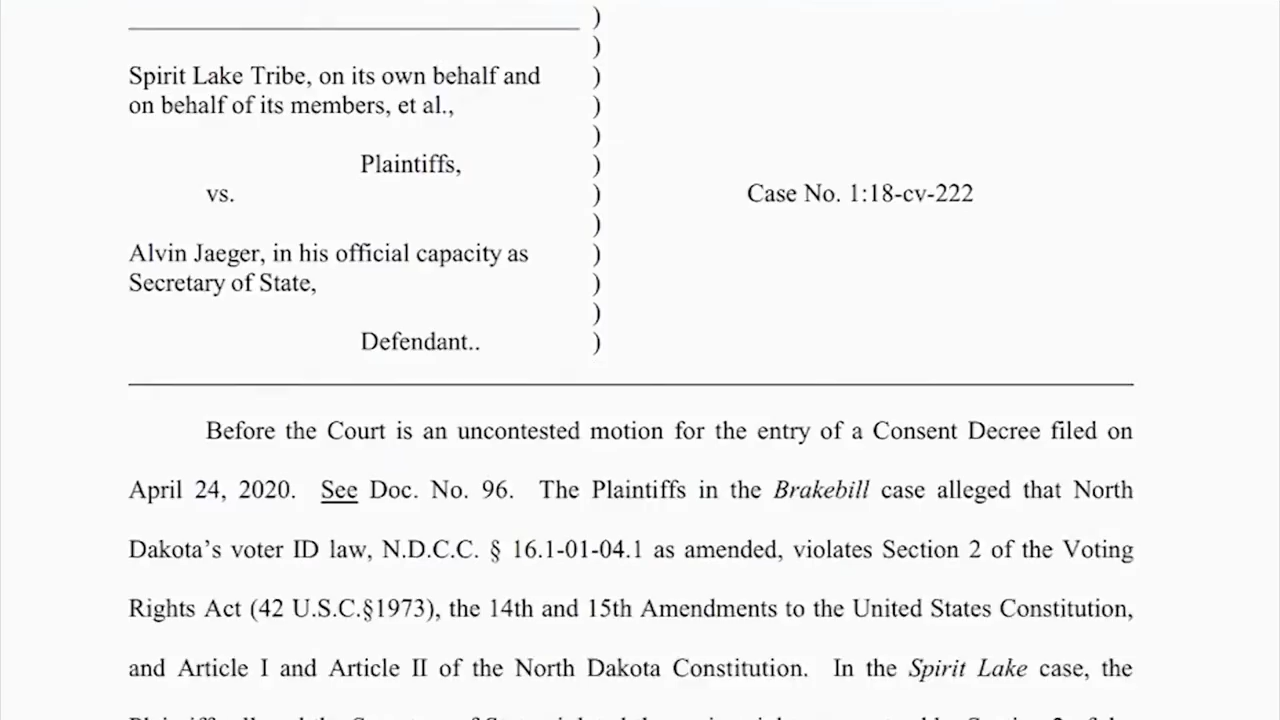 )
)
Spirit Lake Tribe, on its own behalf and )
on behalf of its members, et al., )
)
Plaintiffs, )
vs. ) Case No. 1:18-cv-222
)
Alvin Jaeger, in his official capacity as )
Secretary of State, )
)
Defendant.. )
Before the Court is an uncontested motion for the entry of a Consent Decree filed on
April 24, 2020. See Doc. No. 96. The Plaintiffs in the Brakebill case alleged that North
Dakota’s voter ID law, N.D.C.C. § 16.1-01-04.1 as amended, violates Section 2 of the Voting
Rights Act (42 U.S.C.§1973), the 14th and 15th Amendments to the United States Constitution,
and Article I and Article II of the North Dakota Constitution. In the Spirit Lake case, the